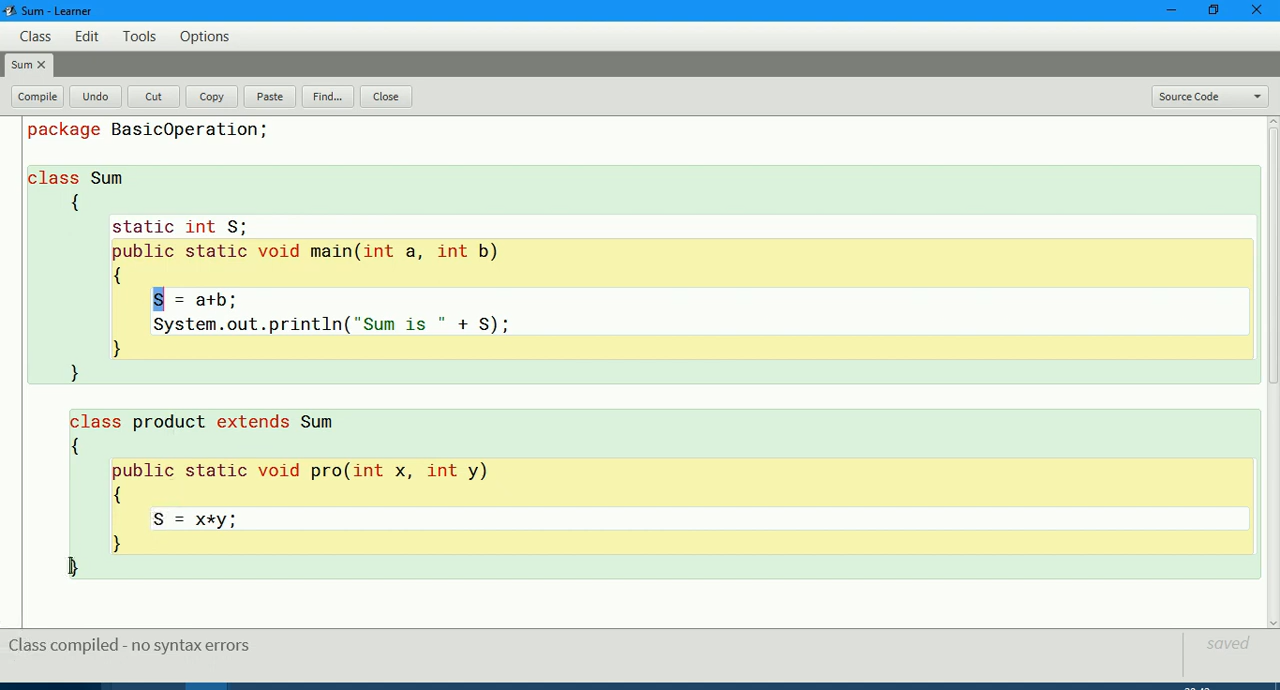 Sum - Learner
Class Edit Tools Options
Sum
Compile Undo Cut Copy Paste Find... Close Source Code
package BasicOperation;
class Sum
{
static int S;
public static void main(int a, int b)
{
S = a+b;
System.out.println("Sum is " + S);
}
}
class product extends Sum
{
public static void pro(int x, int y)
{
S = x*y;
}
}
Class compiled - no syntax errors
saved